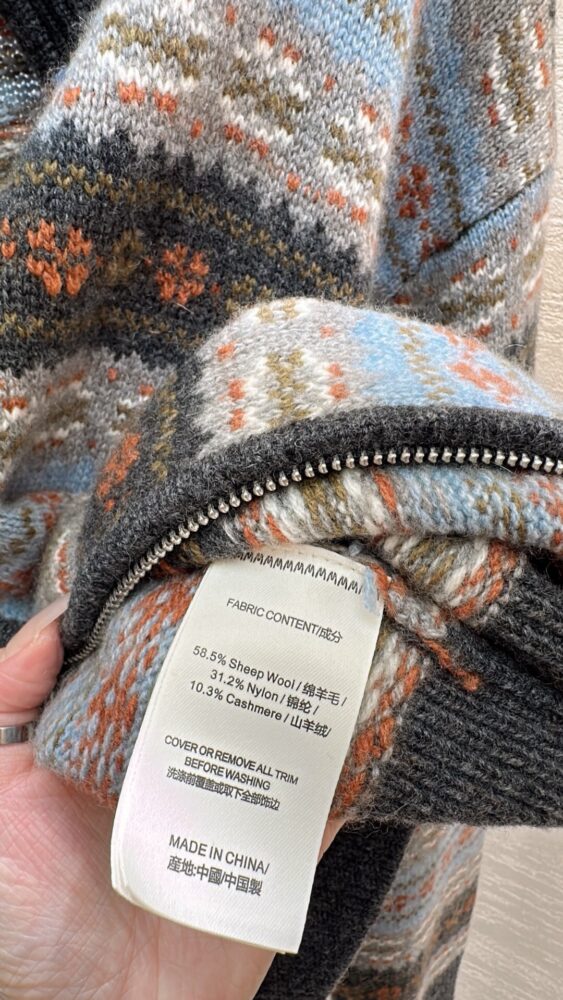 FABRIC CONTENT/成分
58.5% Sheep Wool / 绵羊毛 /
31.2% Nylon / 锦纶 /
10.3% Cashmere / 山羊绒/
COVER OR REMOVE ALL TRIM
BEFORE WASHING
洗涤前覆盖或取下全部饰边
MADE IN CHINA/
産地:中國/中国製